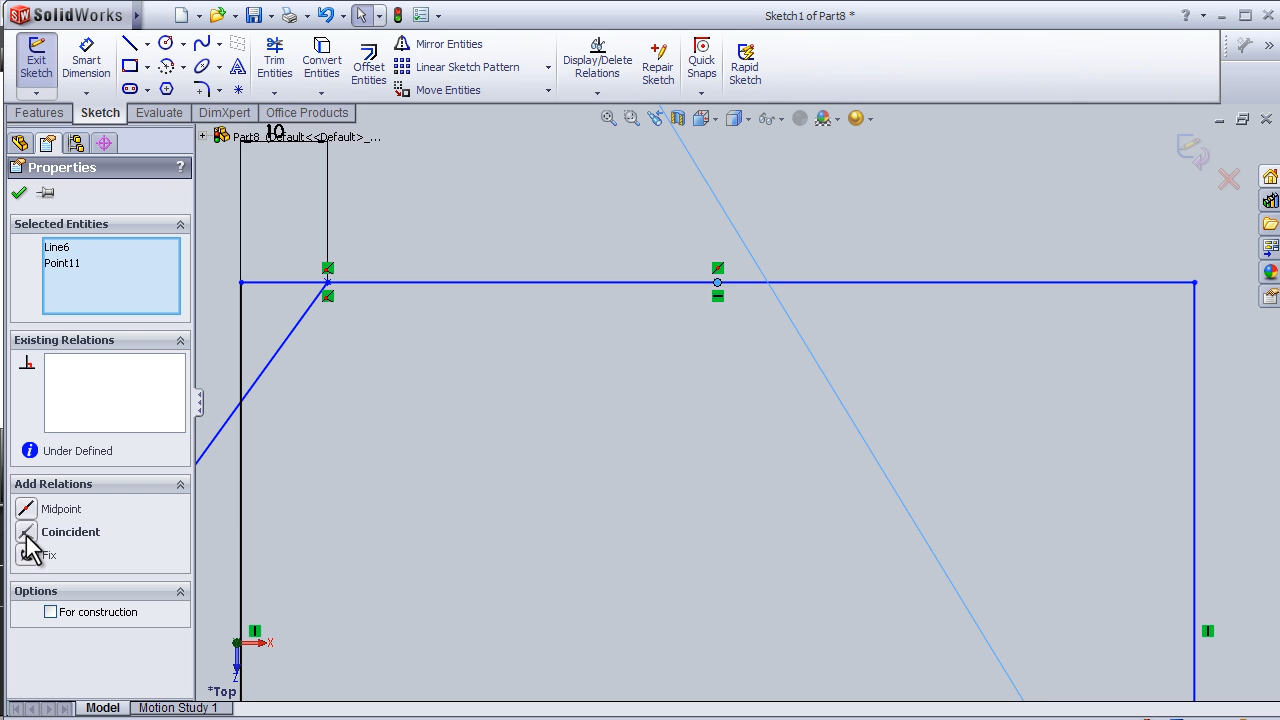 SolidWorks
Sketch1 of Part8 *
?
Exit Sketch
Smart Dimension
Trim Entities
Convert Entities
Offset Entities
Mirror Entities
Linear Sketch Pattern
Move Entities
Display/Delete Relations
Repair Sketch
Quick Snaps
Rapid Sketch
Features
Sketch
Evaluate
DimXpert
Office Products
Part8 (Default<<Default>_...
10
Properties
?
Selected Entities
Line6
Point11
Existing Relations
Under Defined
Add Relations
Midpoint
Coincident
Fix
Options
For construction
X
Z
*Top
Model
Motion Study 1